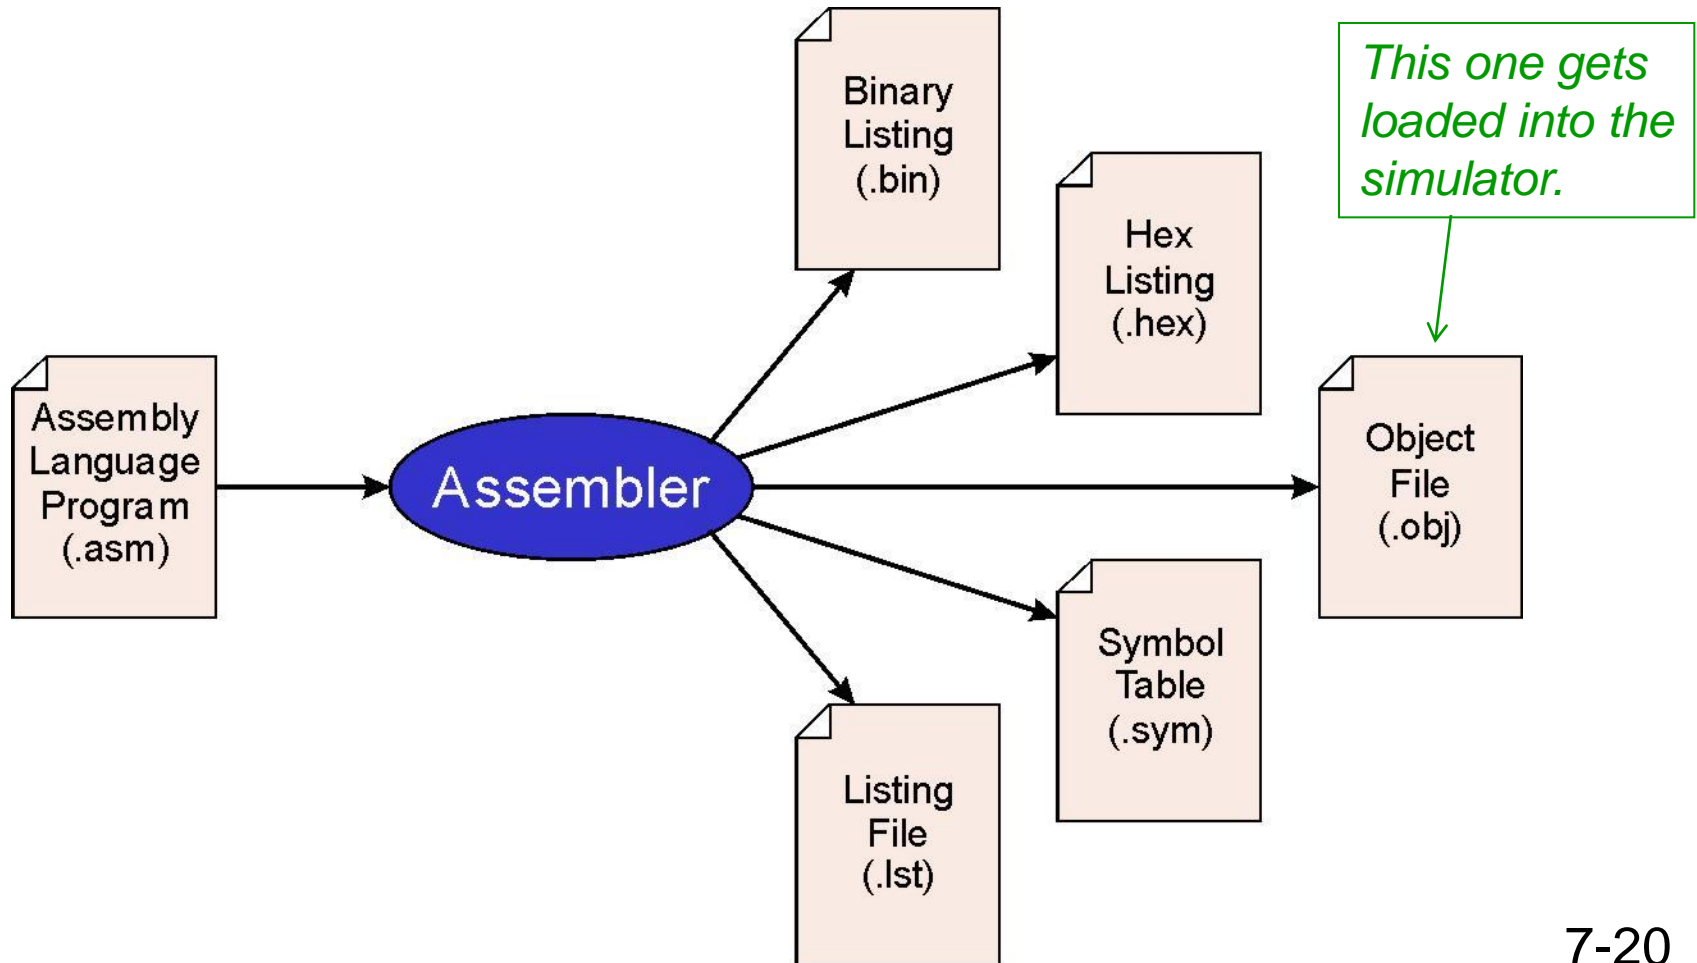 Assembly
Language
Program
(.asm)
Assembler
Binary
Listing
(.bin)
Hex
Listing
(.hex)
This one gets
loaded into the
simulator.
Object
File
(.obj)
Symbol
Table
(.sym)
Listing
File
(.lst)
7-20